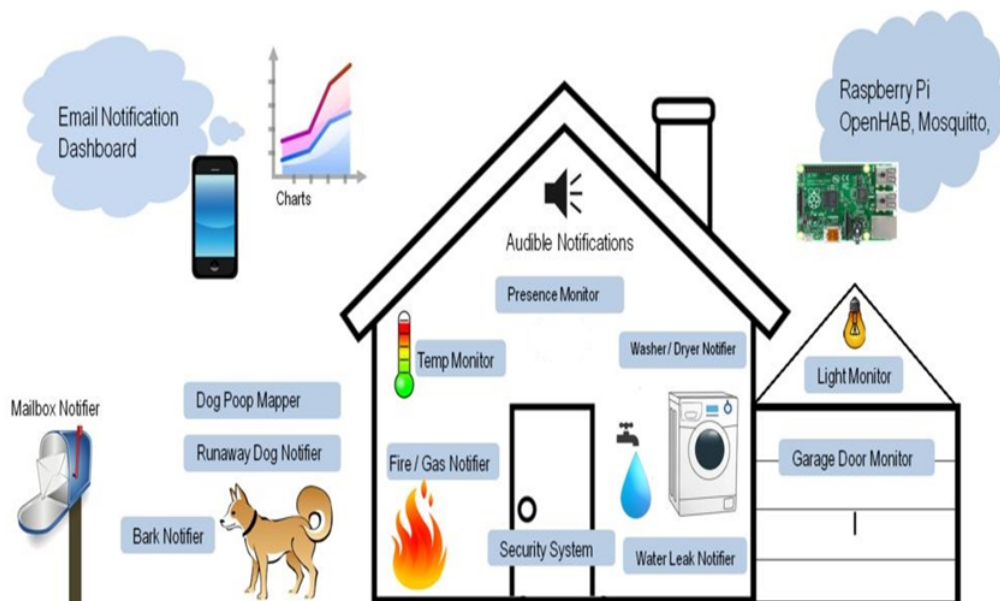 Email Notification
Dashboard
Charts
Raspberry Pi
OpenHAB, Mosquitto,
Audible Notifications
Presence Monitor
Temp Monitor
Washer / Dryer Notifier
Light Monitor
Mailbox Notifier
Dog Poop Mapper
Runaway Dog Notifier
Fire / Gas Notifier
Garage Door Monitor
Bark Notifier
Security System
Water Leak Notifier